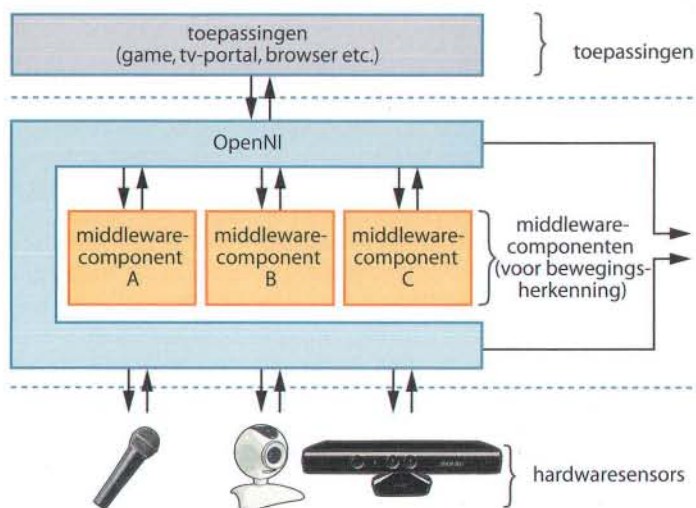 toepassingen
(game, tv-portal, browser etc.)
toepassingen
OpenNI
middleware-
component
A
middleware-
component
B
middleware-
component
C
middleware-
componenten
(voor bewegings-
herkenning)
hardwaresensors